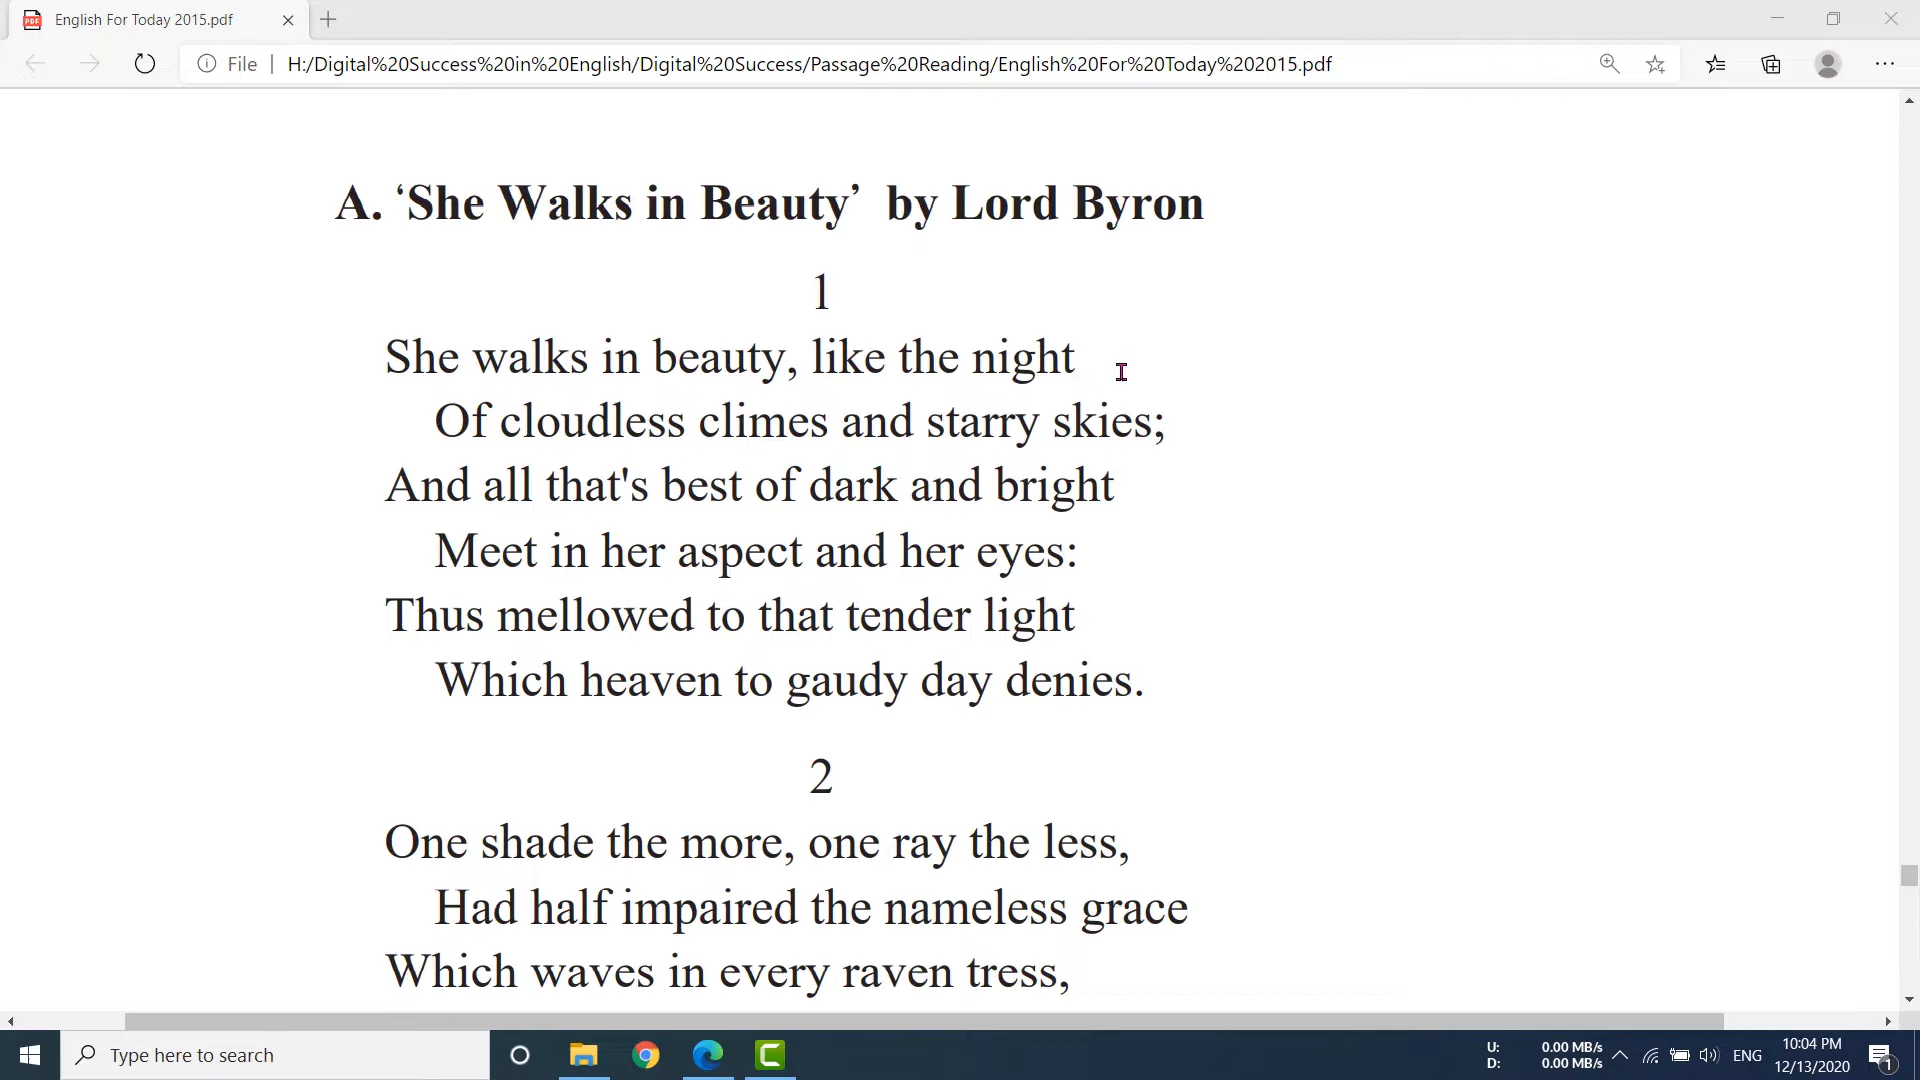 English For Today 2015.pdf
File | H:/Digital%20Success%20in%20English/Digital%20Success/Passage%20Reading/English%20For%20Today%202015.pdf
A. ‘She Walks in Beauty’ by Lord Byron
1
She walks in beauty, like the night
Of cloudless climes and starry skies;
And all that's best of dark and bright
Meet in her aspect and her eyes:
Thus mellowed to that tender light
Which heaven to gaudy day denies.
2
One shade the more, one ray the less,
Had half impaired the nameless grace
Which waves in every raven tress,
Type here to search
U: 0.00 MB/s
D: 0.00 MB/s
ENG
10:04 PM
12/13/2020
1